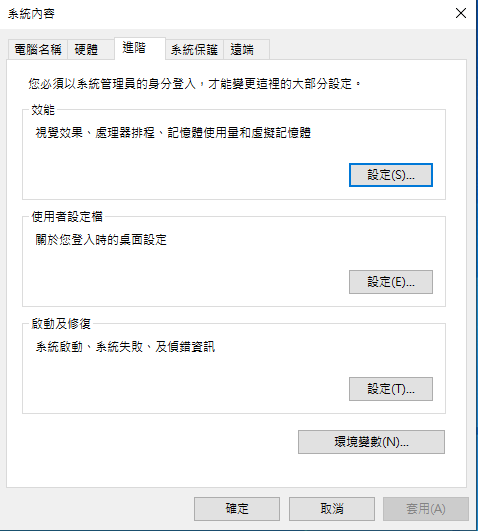 系統內容
電腦名稱 硬體 進階 系統保護 遠端
您必須以系統管理員的身分登入，才能變更這裡的大部分設定。
效能
視覺效果、處理器排程、記憶體使用量和虛擬記憶體
設定(S)...
使用者設定檔
關於您登入時的桌面設定
設定(E)...
啟動及修復
系統啟動、系統失敗、及偵錯資訊
設定(T)...
環境變數(N)...
確定 取消 套用(A)